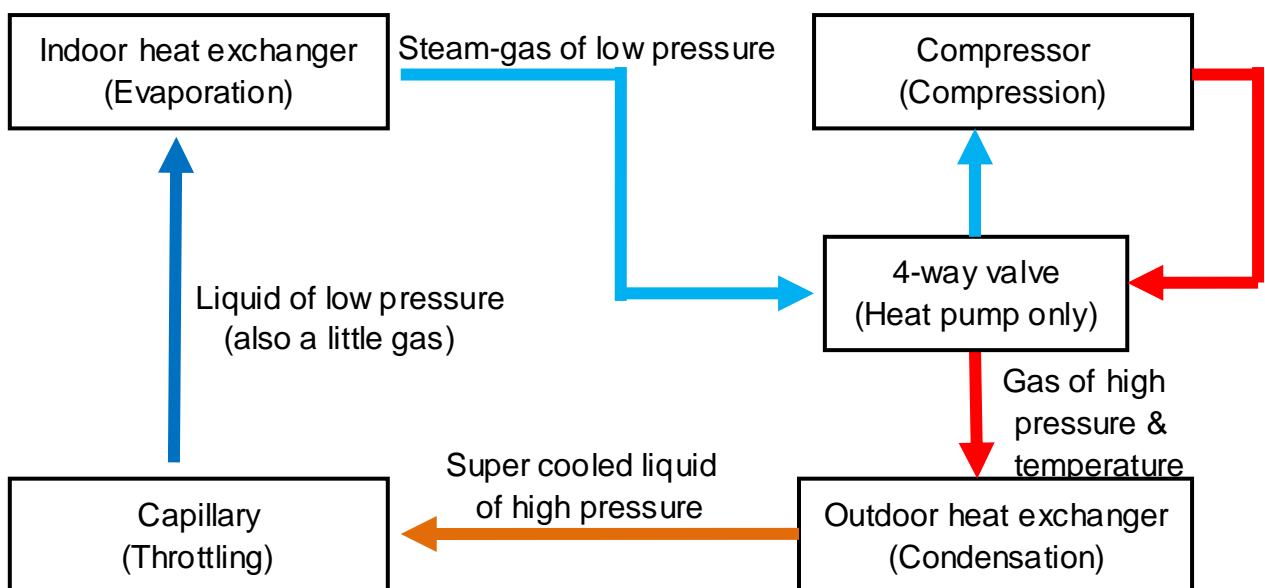 Indoor heat exchanger
(Evaporation)
Steam-gas of low pressure
Compressor
(Compression)
4-way valve
(Heat pump only)
Liquid of low pressure
(also a little gas)
Gas of high
pressure &
temperature
Super cooled liquid
of high pressure
Capillary
(Throttling)
Outdoor heat exchanger
(Condensation)